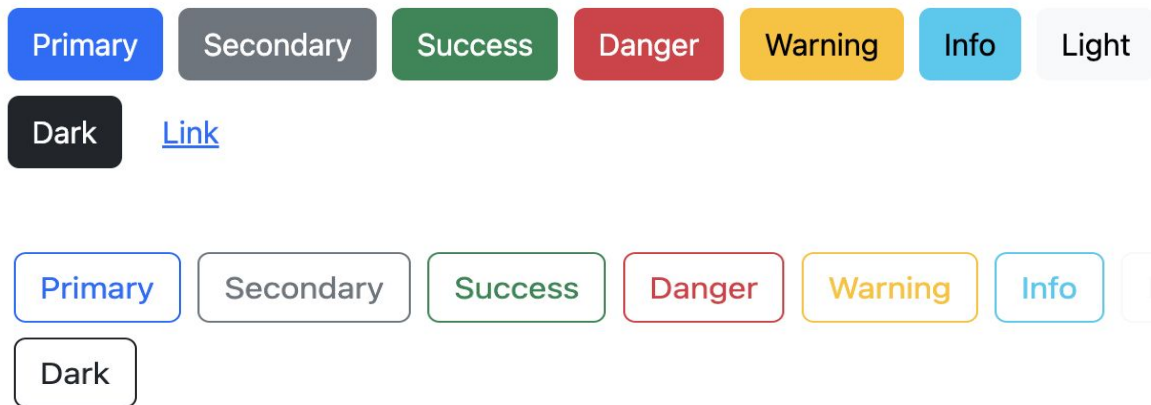 Primary Secondary Success Danger Warning Info Light
Dark Link
Primary Secondary Success Danger Warning Info
Dark